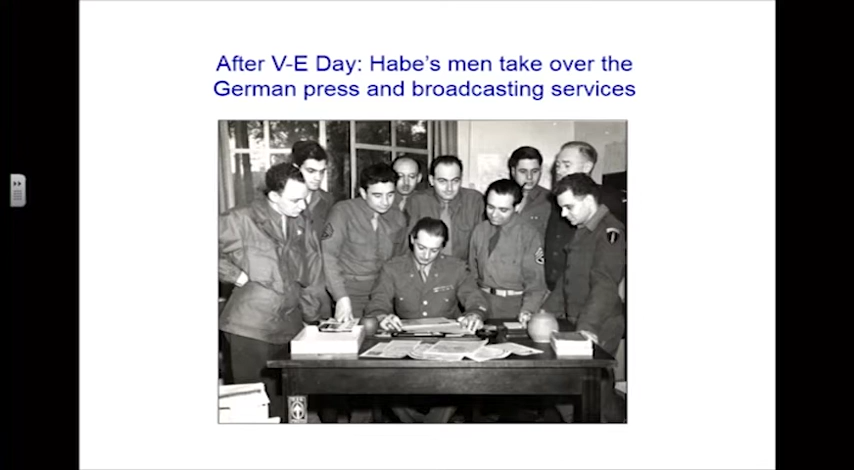 After V-E Day: Habe's men take over the
German press and broadcasting services